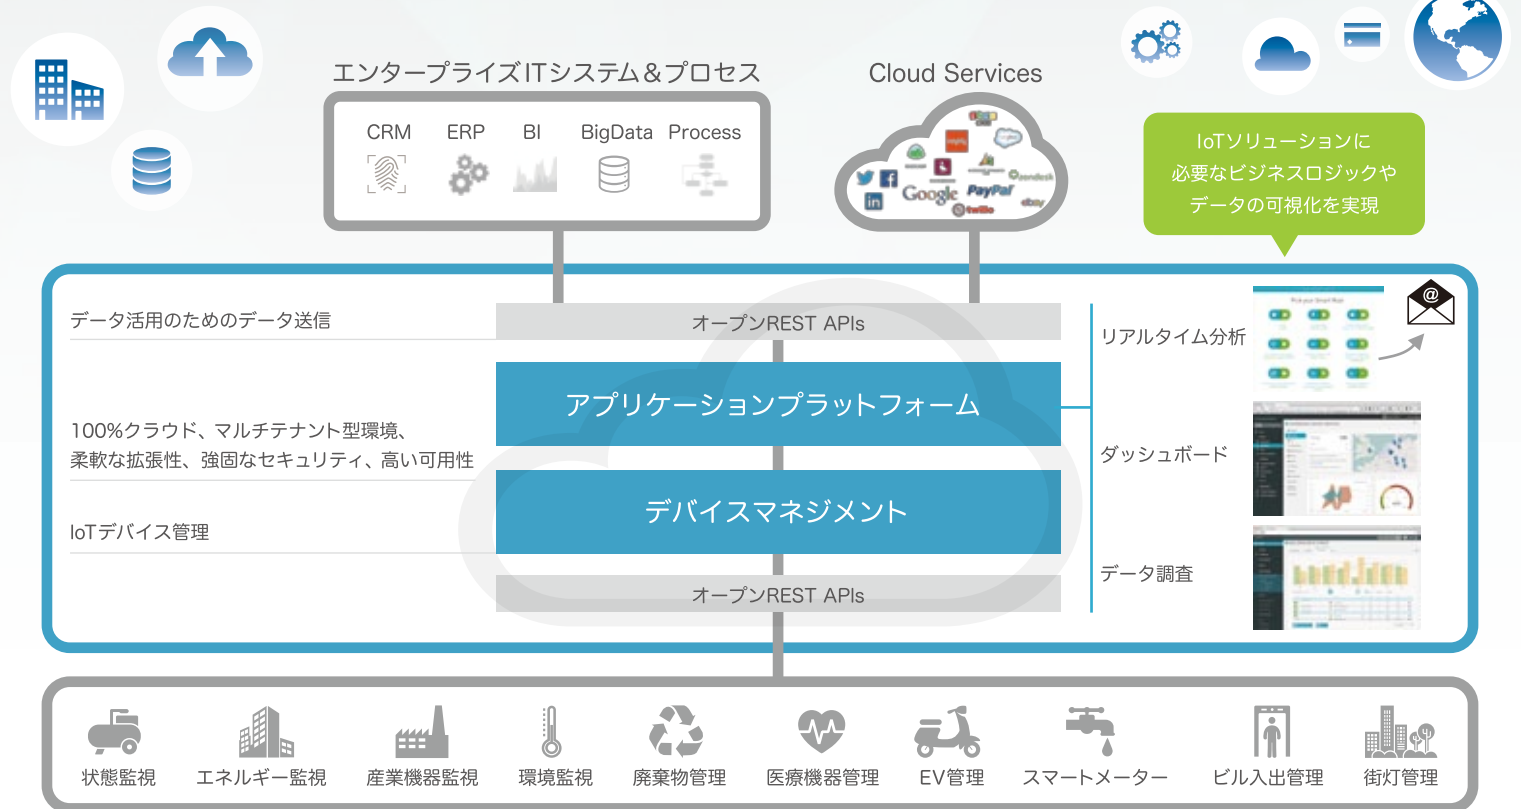 エンタープライズITシステム＆プロセス
CRM ERP BI BigData Process
Cloud Services
zendesk
Google PayPal
in
twilio
ebay
IoTソリューションに
必要なビジネスロジックや
データの可視化を実現
データ活用のためのデータ送信
100%クラウド、マルチテナント型環境、
柔軟な拡張性、強固なセキュリティ、高い可用性
IoTデバイス管理
オープンREST APIs
アプリケーションプラットフォーム
デバイスマネジメント
オープンREST APIs
リアルタイム分析
@
ダッシュボード
データ調査
状態監視 エネルギー監視 産業機器監視 環境監視 廃棄物管理 医療機器管理 EV管理 スマートメーター ビル入出管理 街灯管理